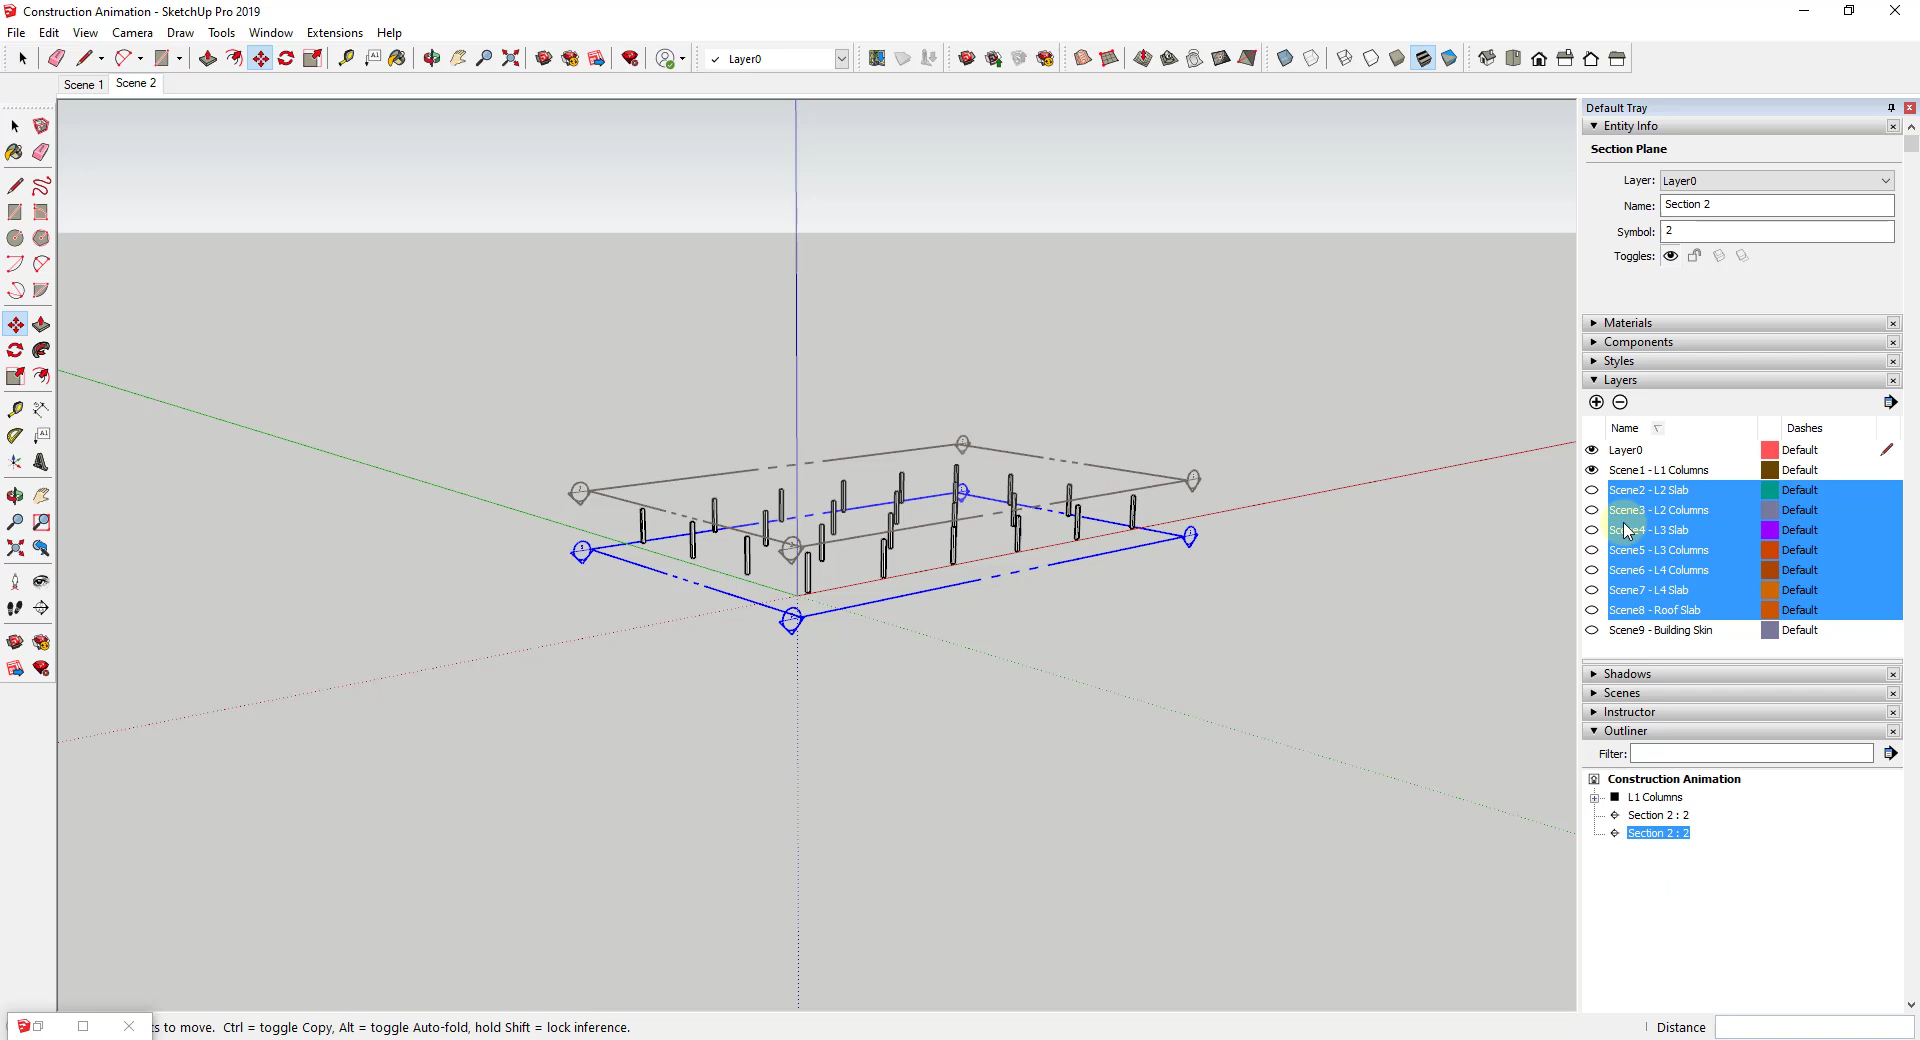 Construction Animation - SketchUp Pro 2019
File Edit View Camera Draw Tools Window Extensions Help
Layer0
Scene 1 Scene 2
Default Tray
Entity Info
Section Plane
Layer: Layer0
Name: Section 2
Symbol: 2
Toggles:
Materials
Components
Styles
Layers
Name Dashes
Layer0 Default
Scene1 - L1 Columns Default
Scene2 - L2 Slab Default
Scene3 - L2 Columns Default
Scene4 - L3 Slab Default
Scene5 - L3 Columns Default
Scene6 - L4 Columns Default
Scene7 - L4 Slab Default
Scene8 - Roof Slab Default
Scene9 - Building Skin Default
Shadows
Scenes
Instructor
Outliner
Filter:
Construction Animation
L1 Columns
Section 2 : 2
Section 2 : 2
ts to move. Ctrl = toggle Copy, Alt = toggle Auto-fold, hold Shift = lock inference.
Distance